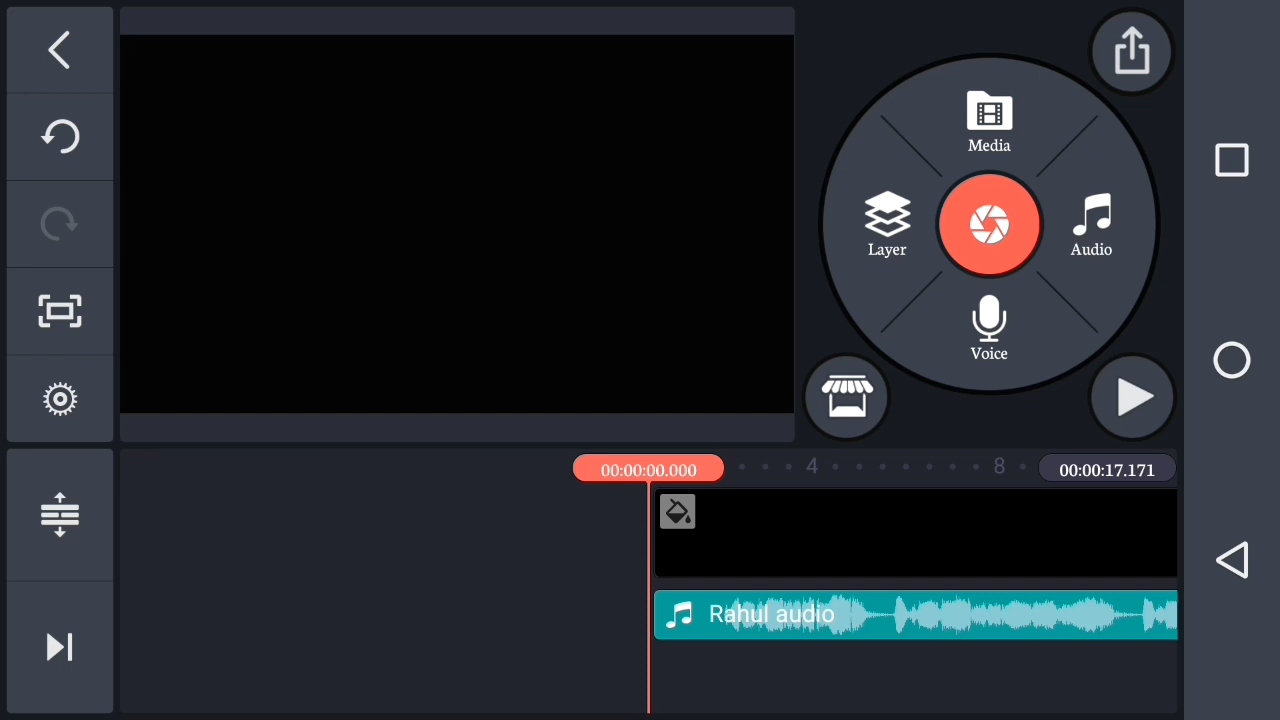 Media
Layer
Audio
Voice
00:00:00.000
4
8
00:00:17.171
Rahul audio